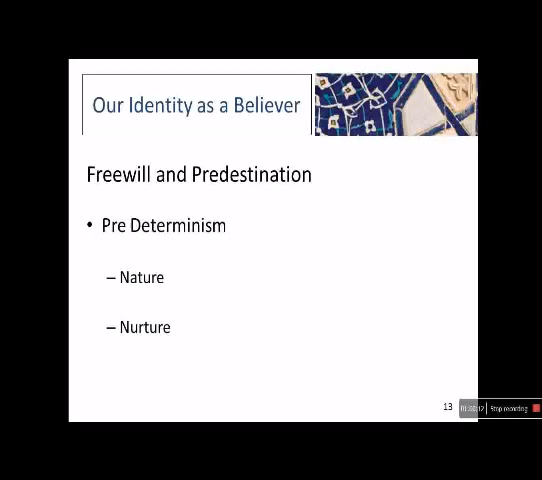 Our Identity as a Believer
Freewill and Predestination
• Pre Determinism
– Nature
– Nurture
13
Stop recording